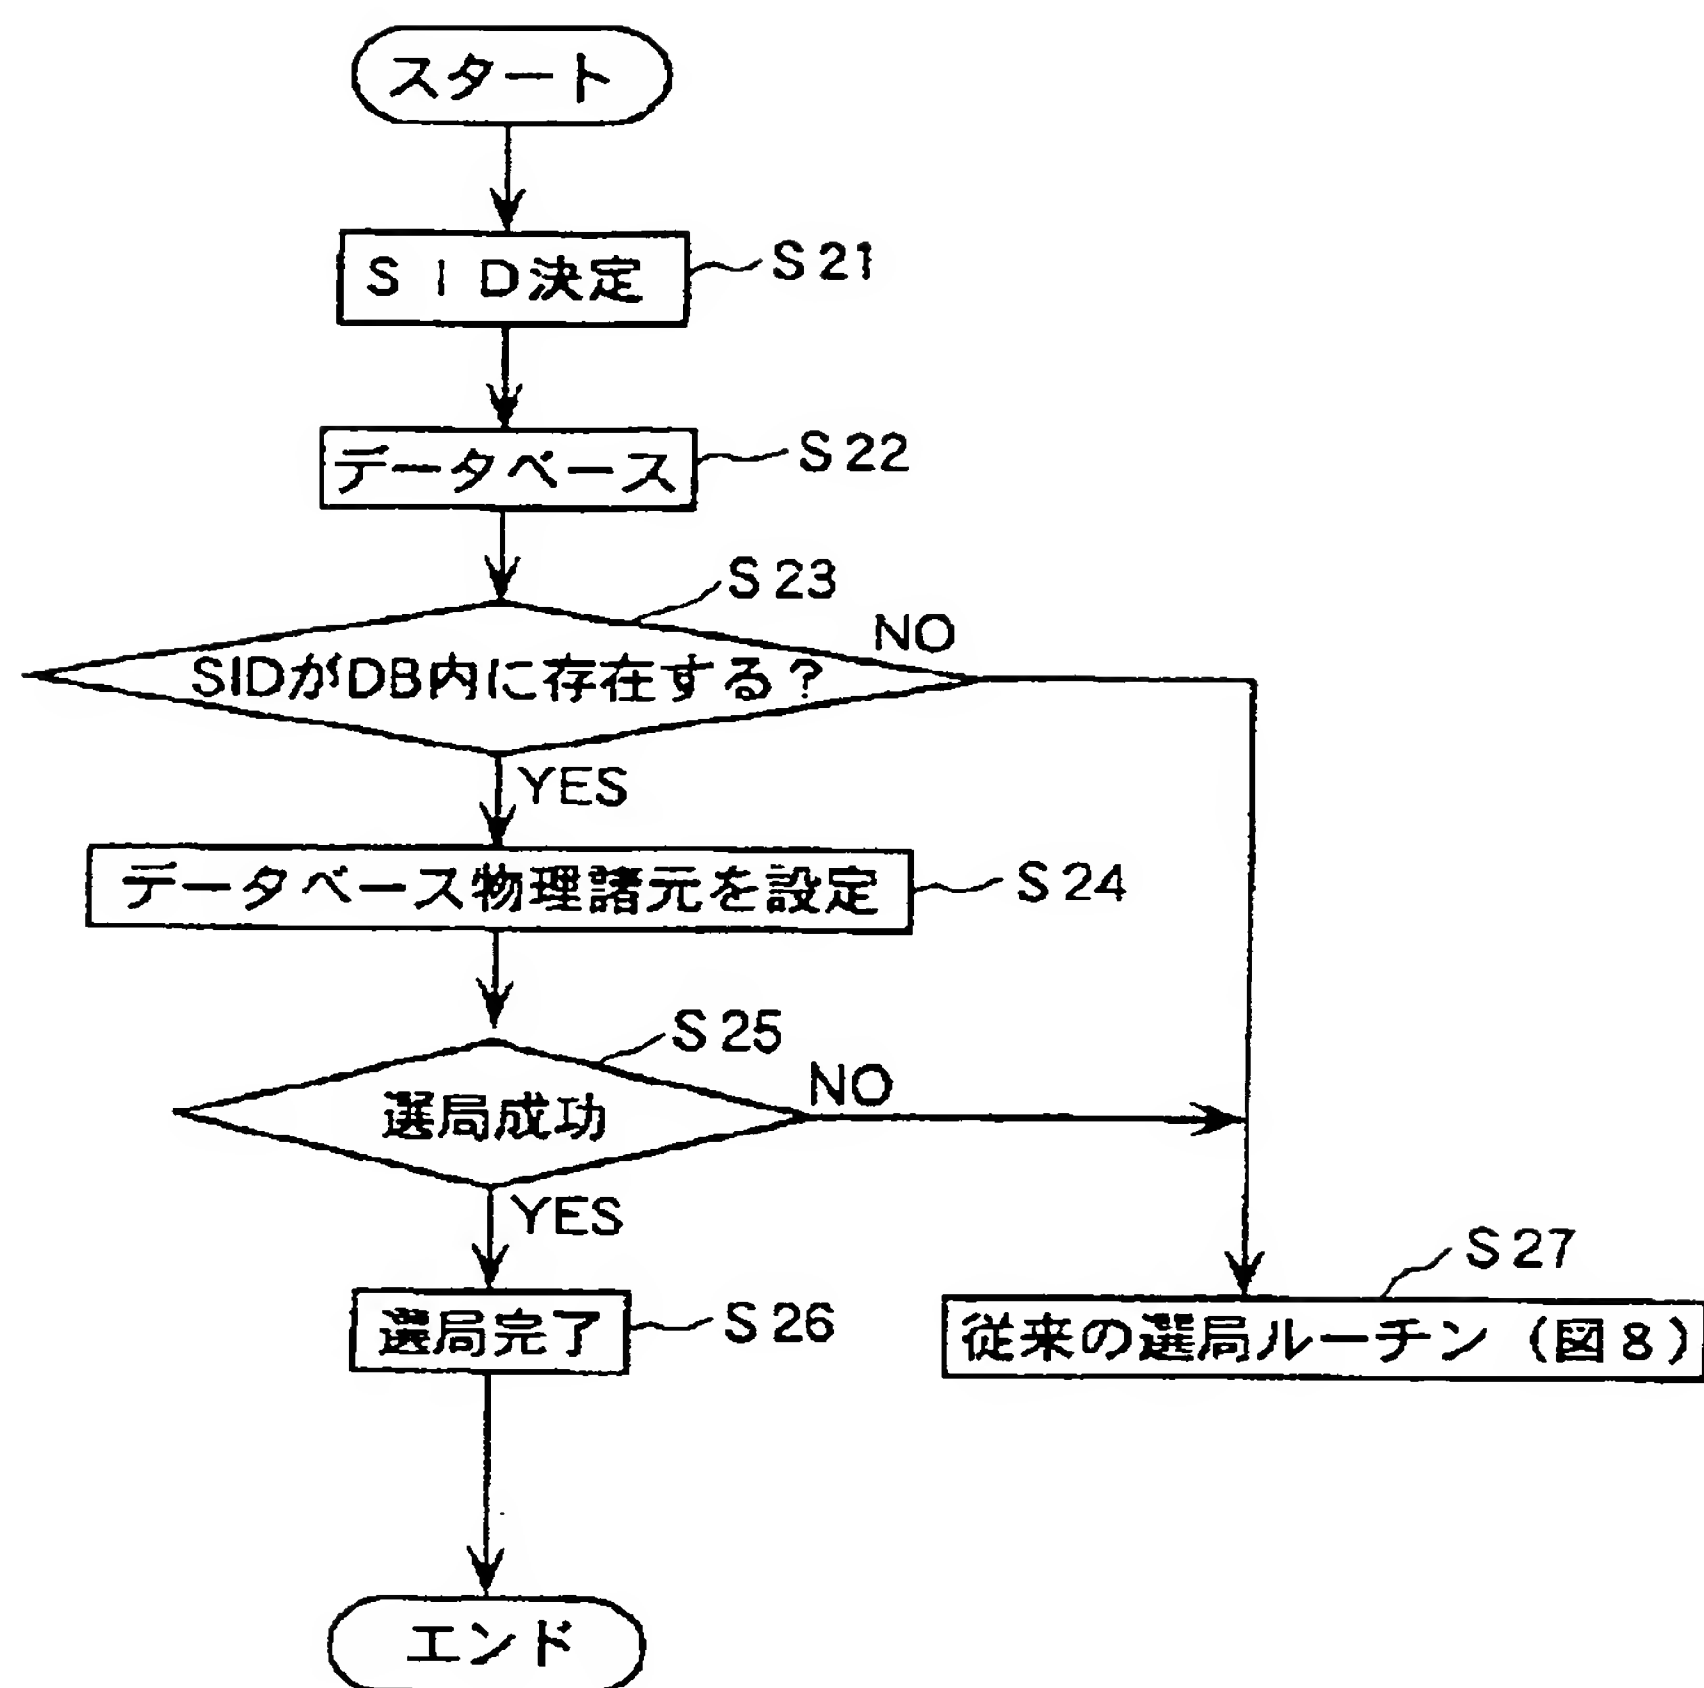 スタート
SID決定
S21
データベース
S22
S23
SIDがDB内に存在する?
NO
YES
データベース物理諸元を設定
S24
S25
選局成功
NO
YES
選局完了
S26
S27
従来の選局ルーチン(図8)
エンド